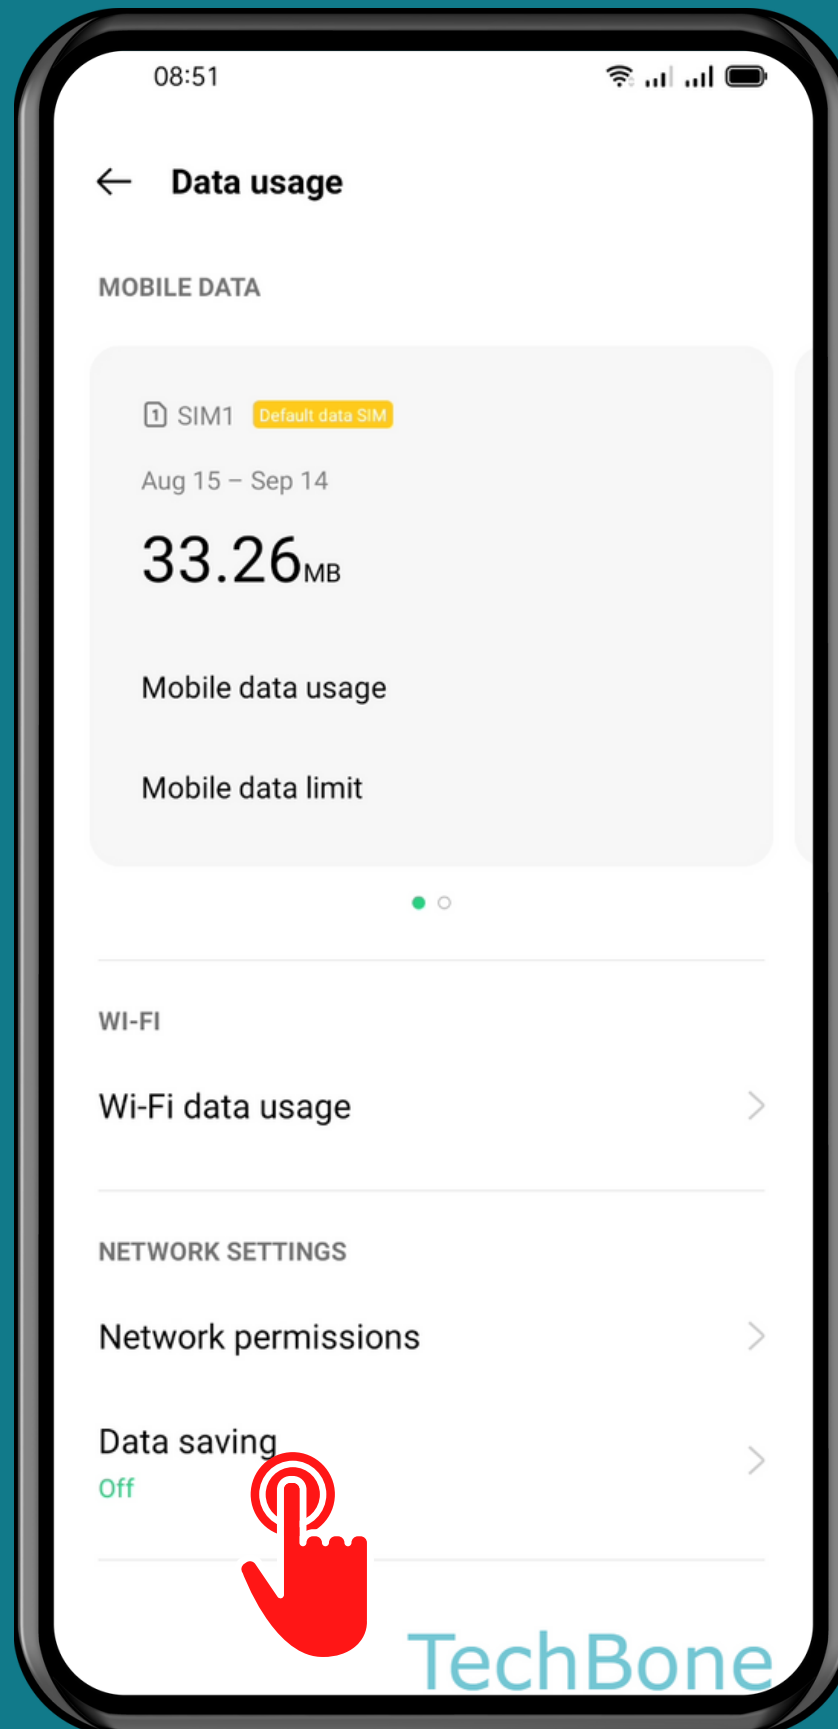 08:51
Data usage
MOBILE DATA
1 SIM1 Default data SIM
Aug 15 – Sep 14
33.26MB
Mobile data usage
Mobile data limit
WI-FI
Wi-Fi data usage
NETWORK SETTINGS
Network permissions
Data saving
Off
TechBone